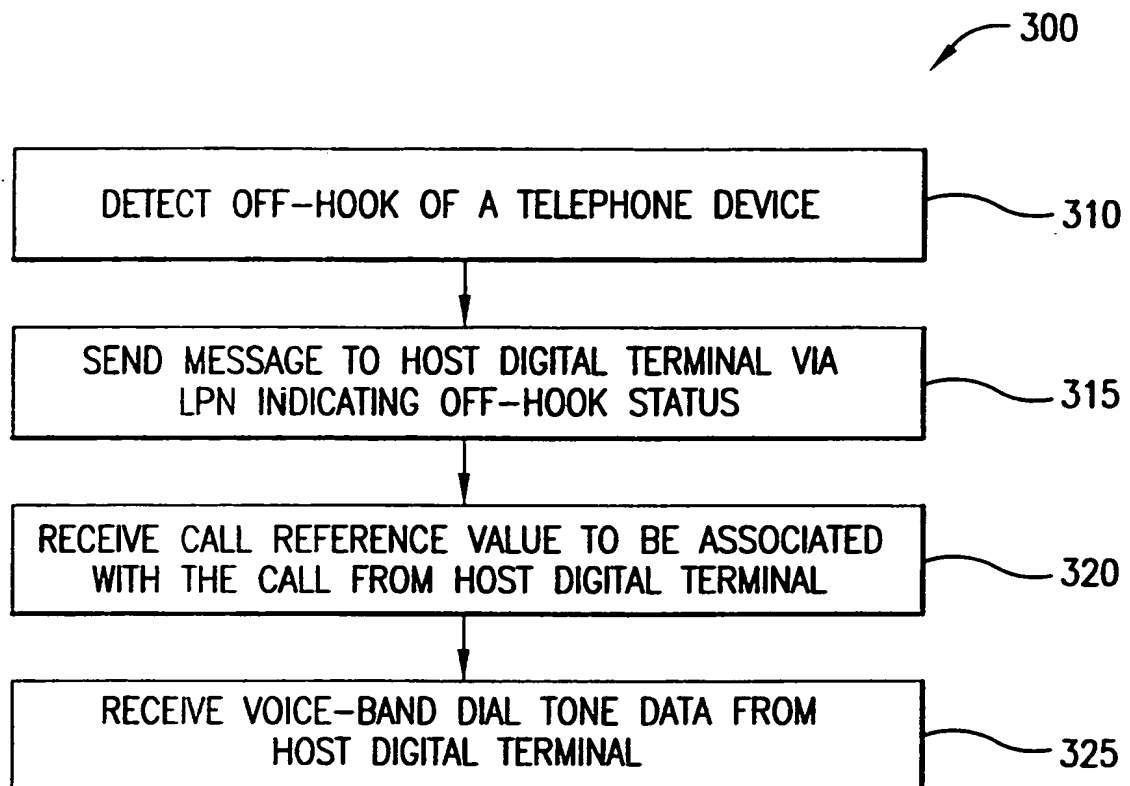 300
DETECT OFF-HOOK OF A TELEPHONE DEVICE
310
SEND MESSAGE TO HOST DIGITAL TERMINAL VIA
LPN INDICATING OFF-HOOK STATUS
315
RECEIVE CALL REFERENCE VALUE TO BE ASSOCIATED
WITH THE CALL FROM HOST DIGITAL TERMINAL
320
RECEIVE VOICE-BAND DIAL TONE DATA FROM
HOST DIGITAL TERMINAL
325